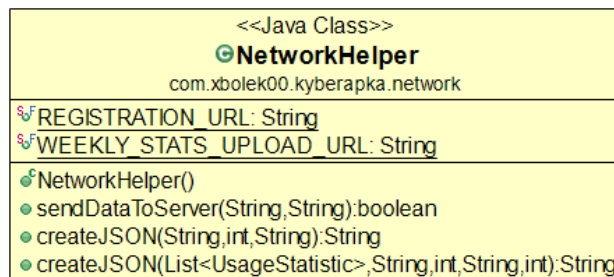 <<Java Class>>
NetworkHelper
com.xbolek00.kyberapka.network
REGISTRATION_URL: String
WEEKLY_STATS_UPLOAD_URL: String
NetworkHelper()
sendDataToServer(String,String):boolean
createJSON(String,int,String):String
createJSON(List<UsageStatistic>,String,int,String,int):String